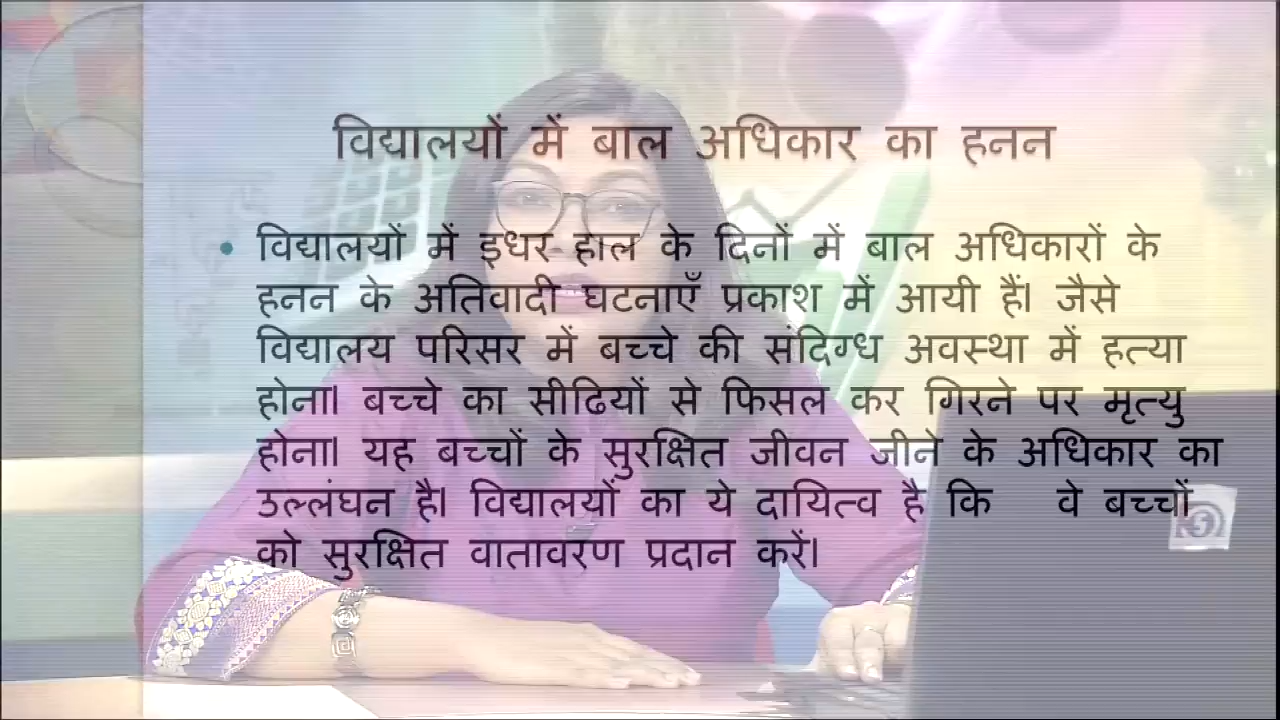 विद्यालयों में बाल अधिकार का हनन
• विद्यालयों में इधर हाल के दिनों में बाल अधिकारों के
हनन के अतिवादी घटनाएँ प्रकाश में आयी हैं। जैसे
विद्यालय परिसर में बच्चे की संदिग्ध अवस्था में हत्या
होना। बच्चे का सीढियों से फिसल कर गिरने पर मृत्यु
होना। यह बच्चों के सुरक्षित जीवन जीने के अधिकार का
उल्लंघन है। विद्यालयों का ये दायित्व है कि वे बच्चों
को सुरक्षित वातावरण प्रदान करें।